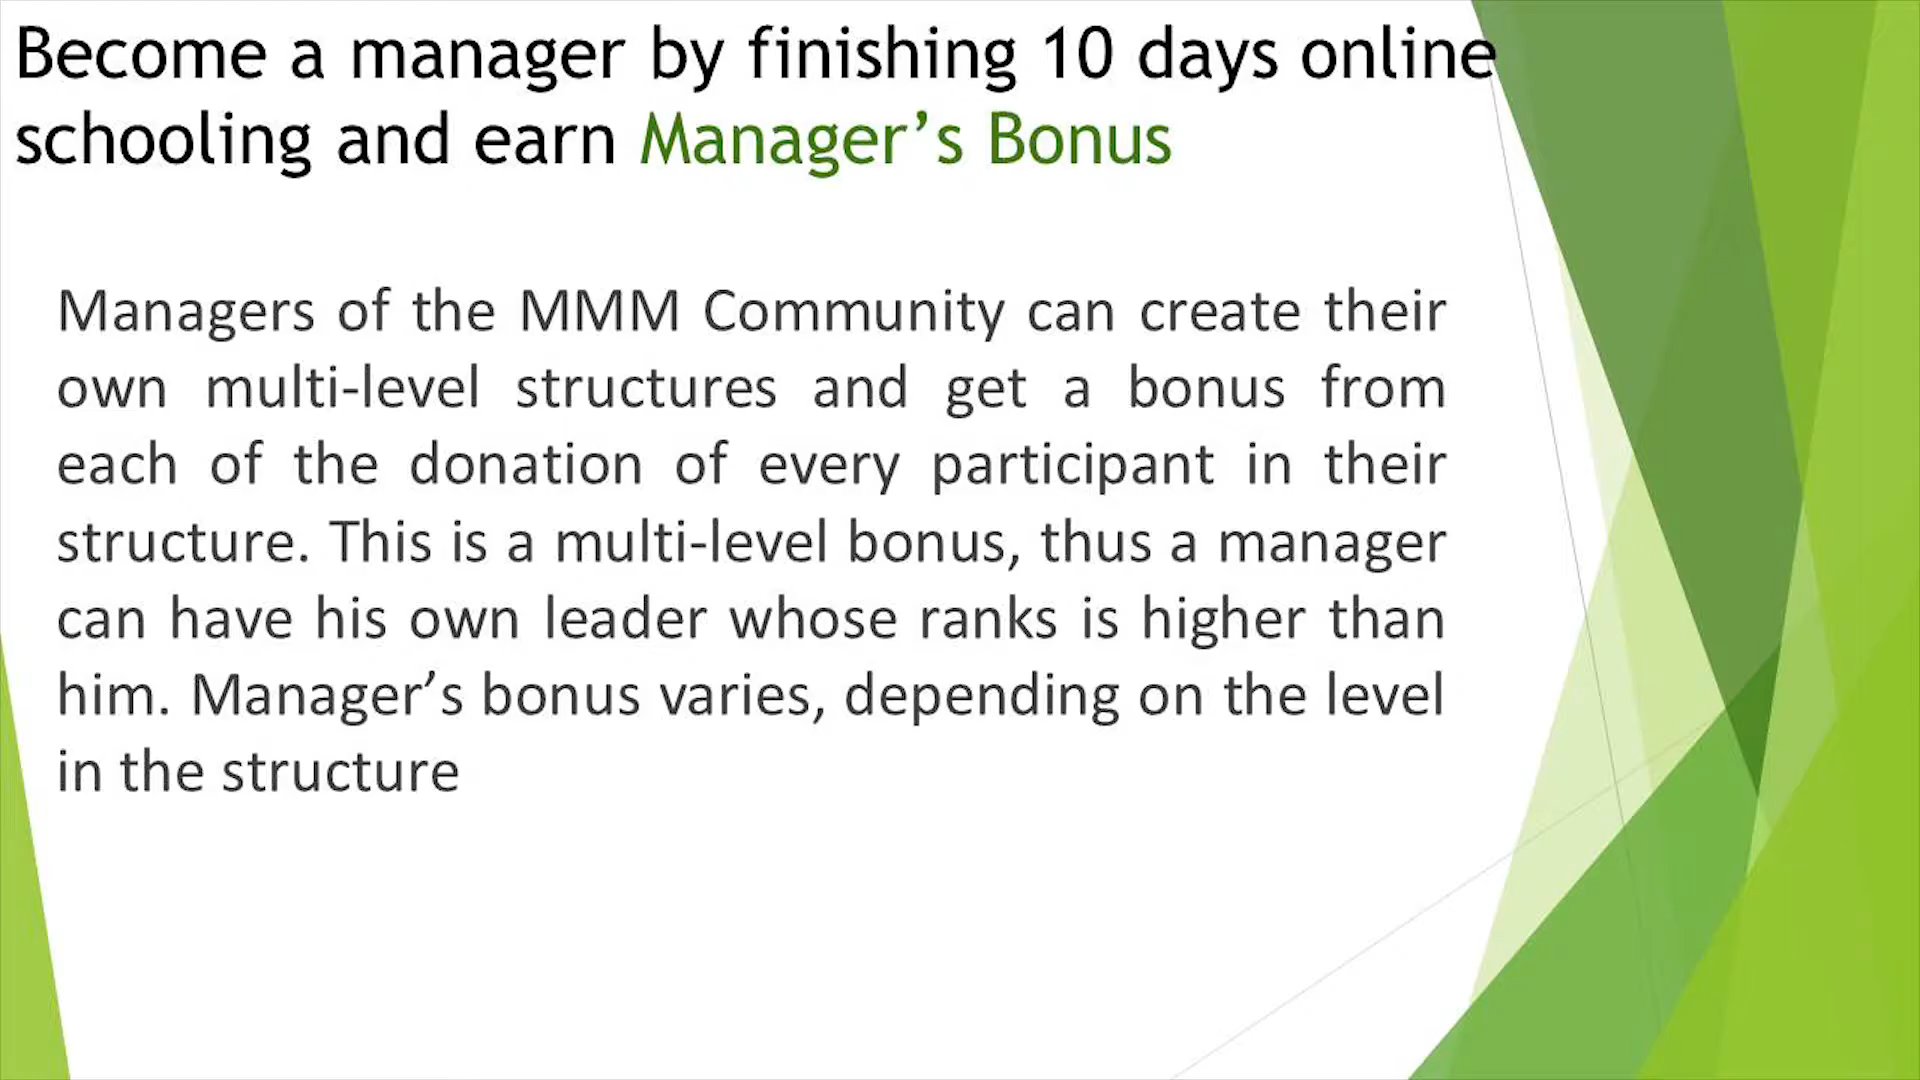 Become a manager by finishing 10 days online
schooling and earn Manager’s Bonus
Managers of the MMM Community can create their
own multi-level structures and get a bonus from
each of the donation of every participant in their
structure. This is a multi-level bonus, thus a manager
can have his own leader whose ranks is higher than
him. Manager’s bonus varies, depending on the level
in the structure